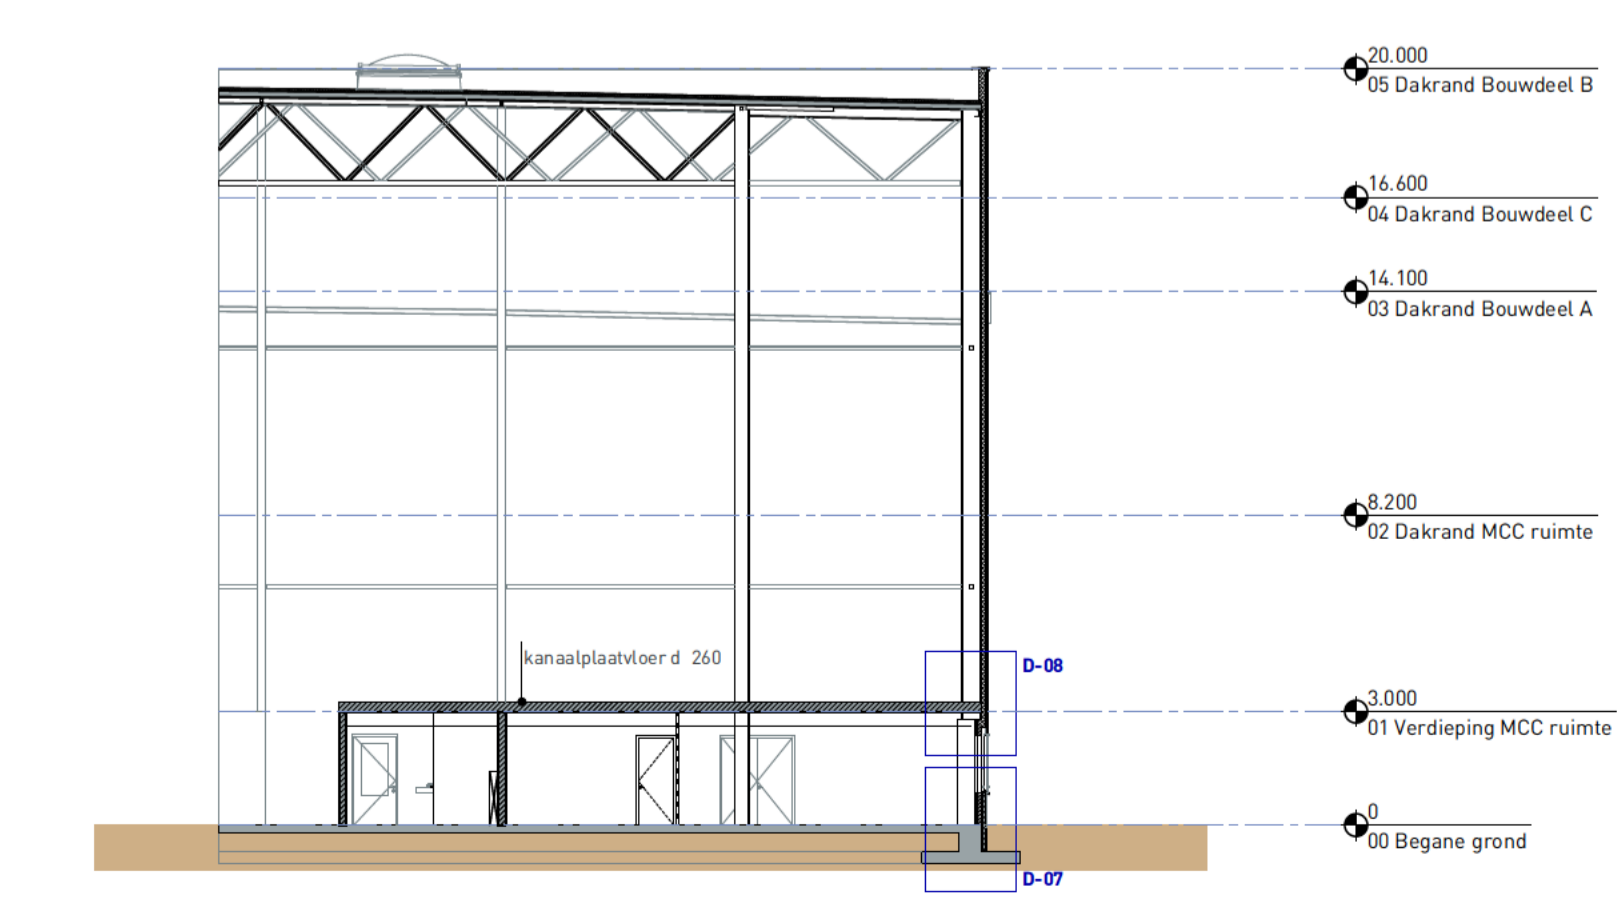 20.000
05 Dakrand Bouwdeel B
16.600
04 Dakrand Bouwdeel C
14.100
03 Dakrand Bouwdeel A
8.200
02 Dakrand MCC ruimte
kanaalplaatvloer d 260
D-08
3.000
01 Verdieping MCC ruimte
0
00 Begane grond
D-07